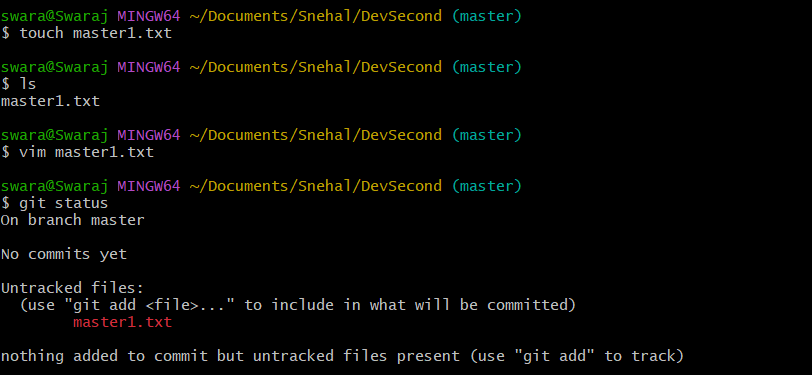 swara@Swaraj MINGW64 ~/Documents/Snehal/DevSecond (master)
$ touch master1.txt
swara@Swaraj MINGW64 ~/Documents/Snehal/DevSecond (master)
$ ls
master1.txt
swara@Swaraj MINGW64 ~/Documents/Snehal/DevSecond (master)
$ vim master1.txt
swara@Swaraj MINGW64 ~/Documents/Snehal/DevSecond (master)
$ git status
On branch master
No commits yet
Untracked files:
  (use "git add <file>..." to include in what will be committed)
        master1.txt
nothing added to commit but untracked files present (use "git add" to track)